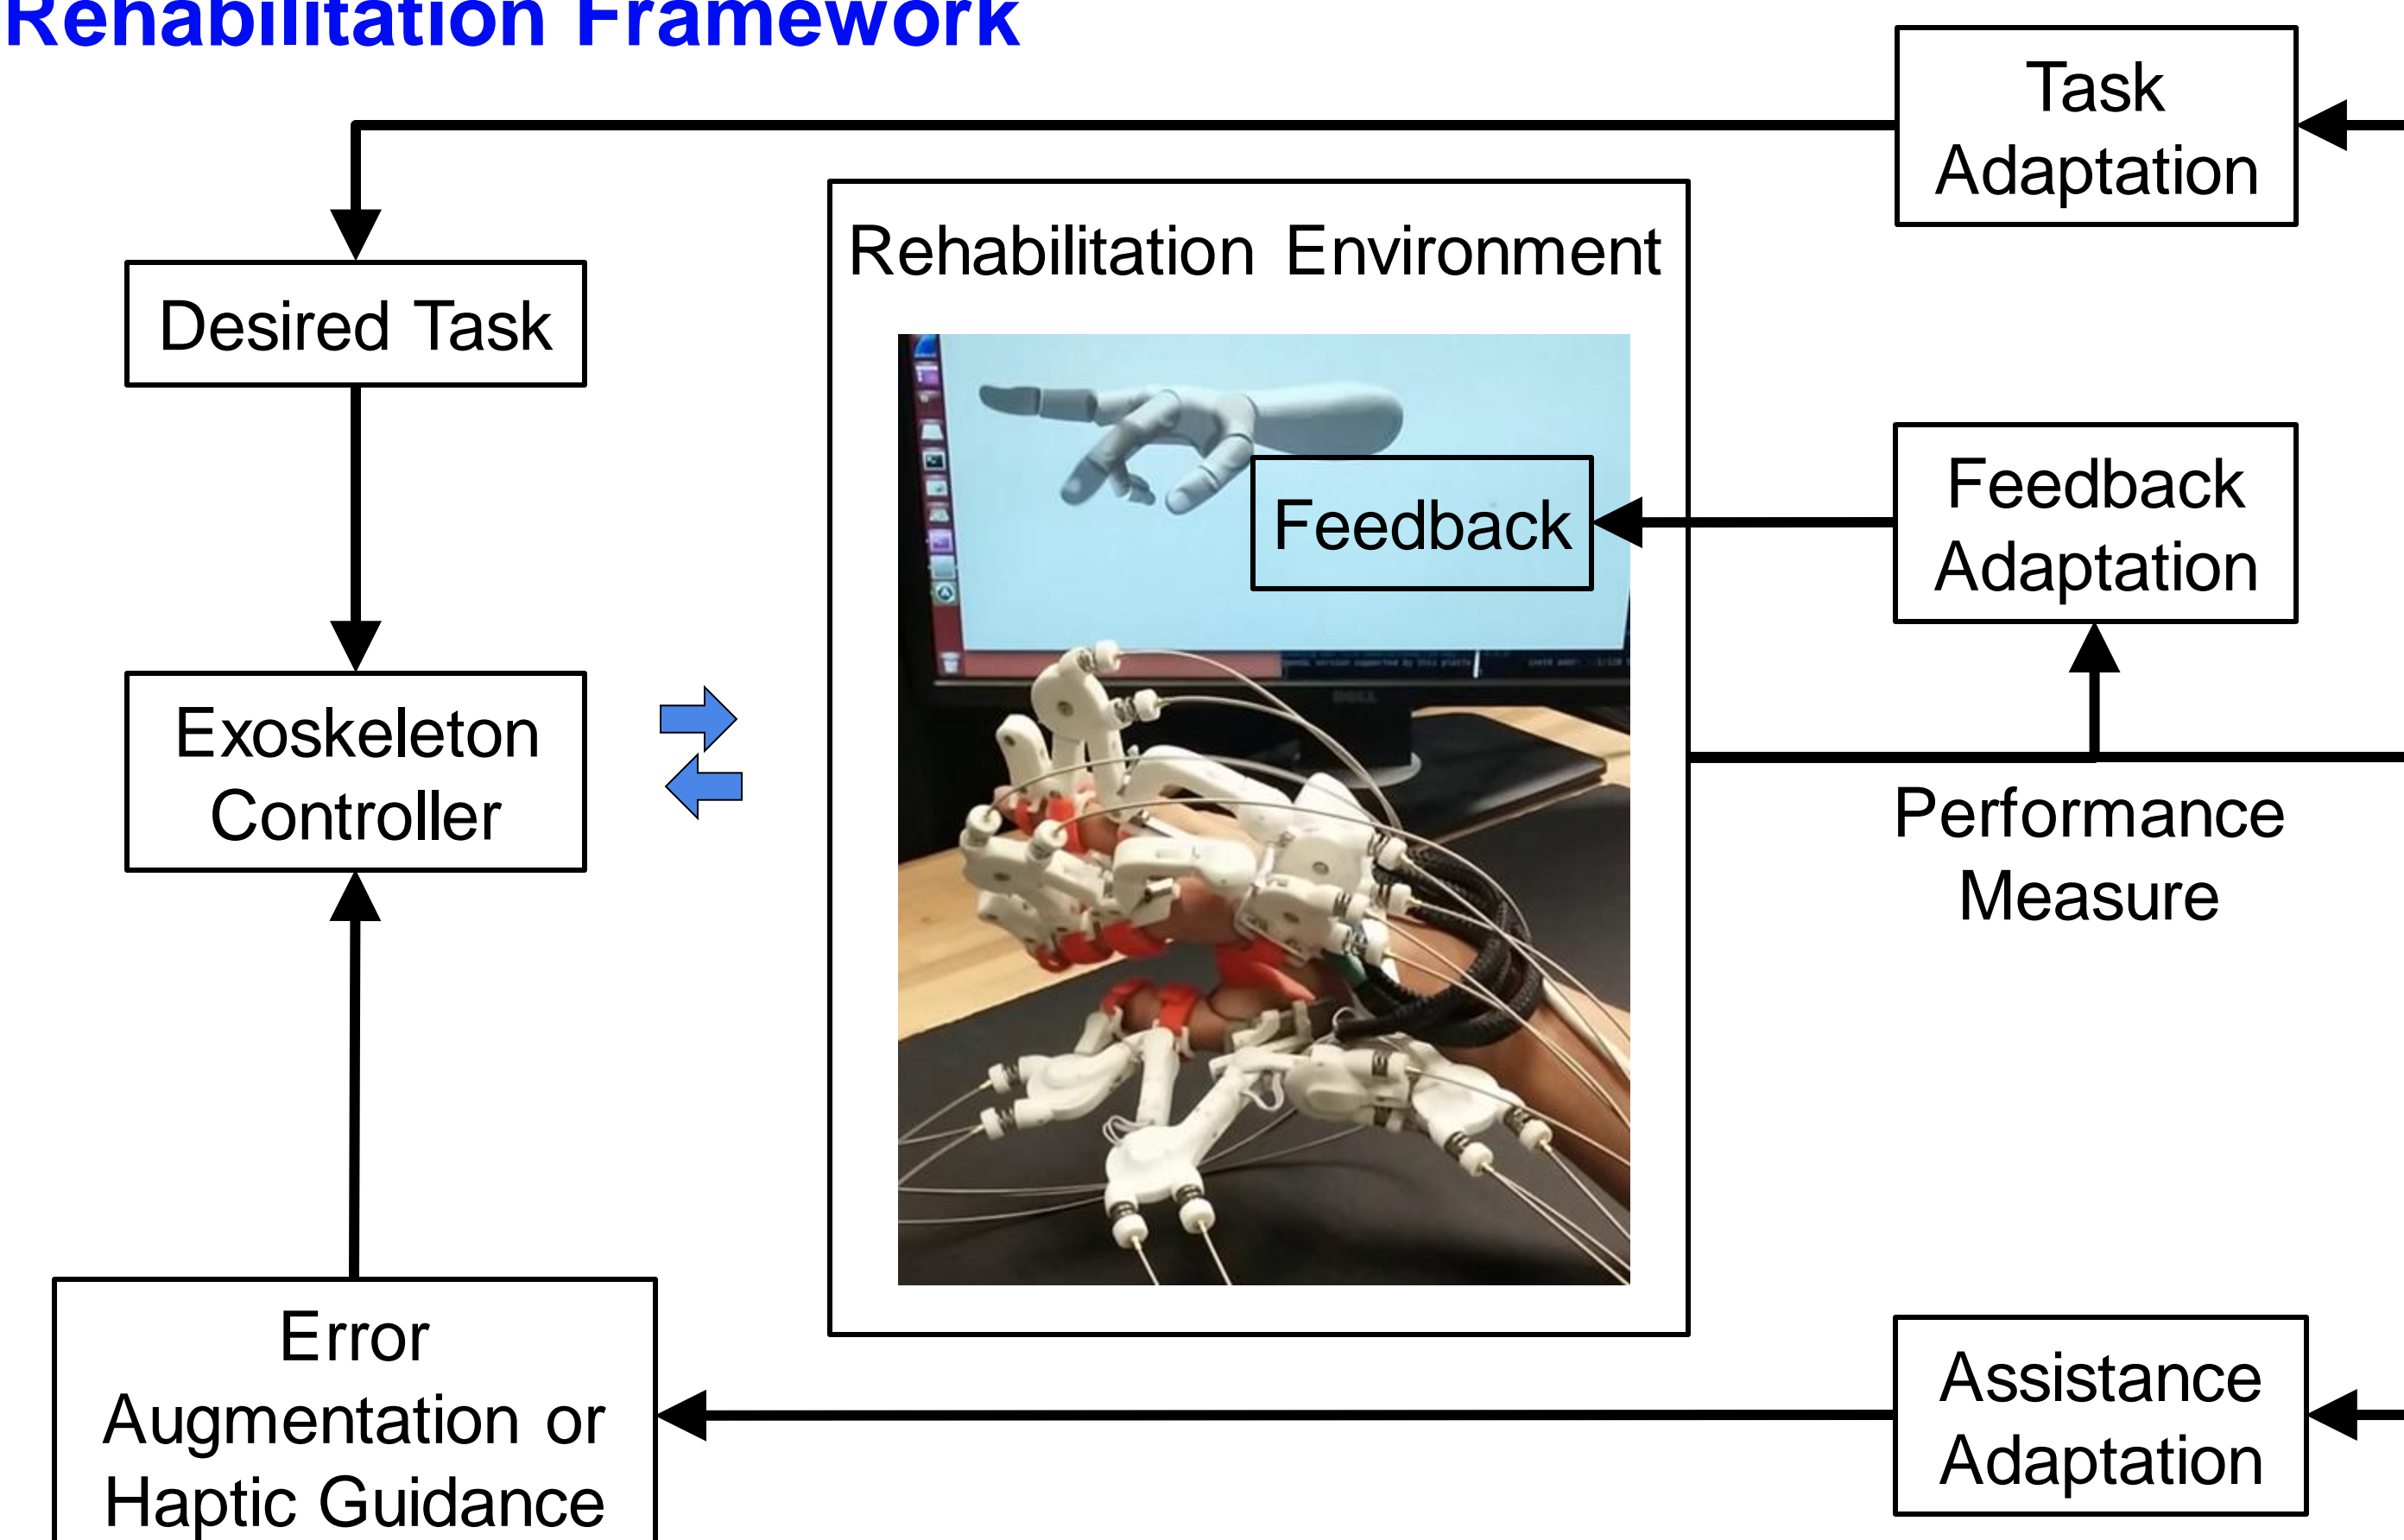 Rehabilitation Framework
Task
Adaptation
Rehabilitation Environment
Desired Task
Feedback
Feedback
Adaptation
Exoskeleton
Controller
Performance
Measure
DELL
Error
Augmentation or
Haptic Guidance
Assistance
Adaptation